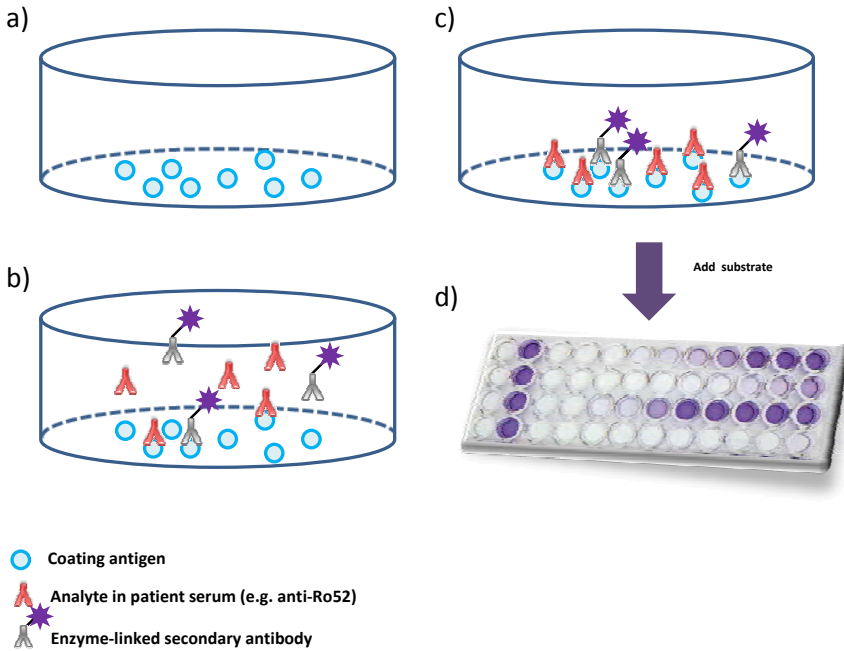 a)
b)
c)
Add substrate
d)
Coating antigen
Analyte in patient serum (e.g. anti-Ro52)
Enzyme-linked secondary antibody